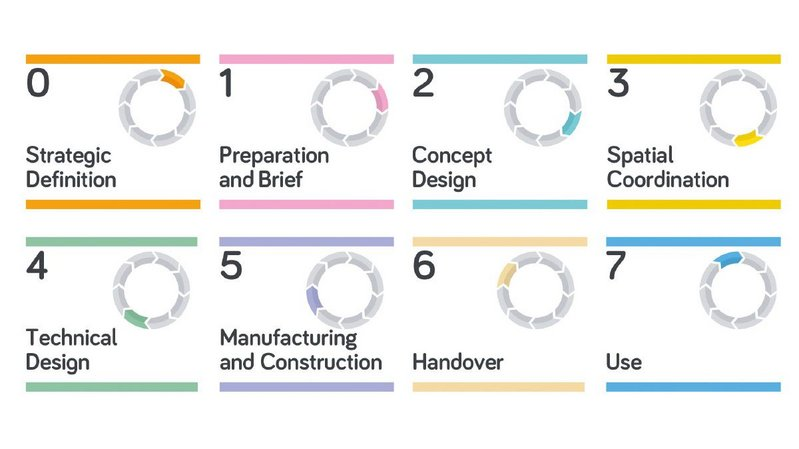 0
Strategic
Definition
1
Preparation
and Brief
2
Concept
Design
3
Spatial
Coordination
4
Technical
Design
5
Manufacturing
and Construction
6
Handover
7
Use